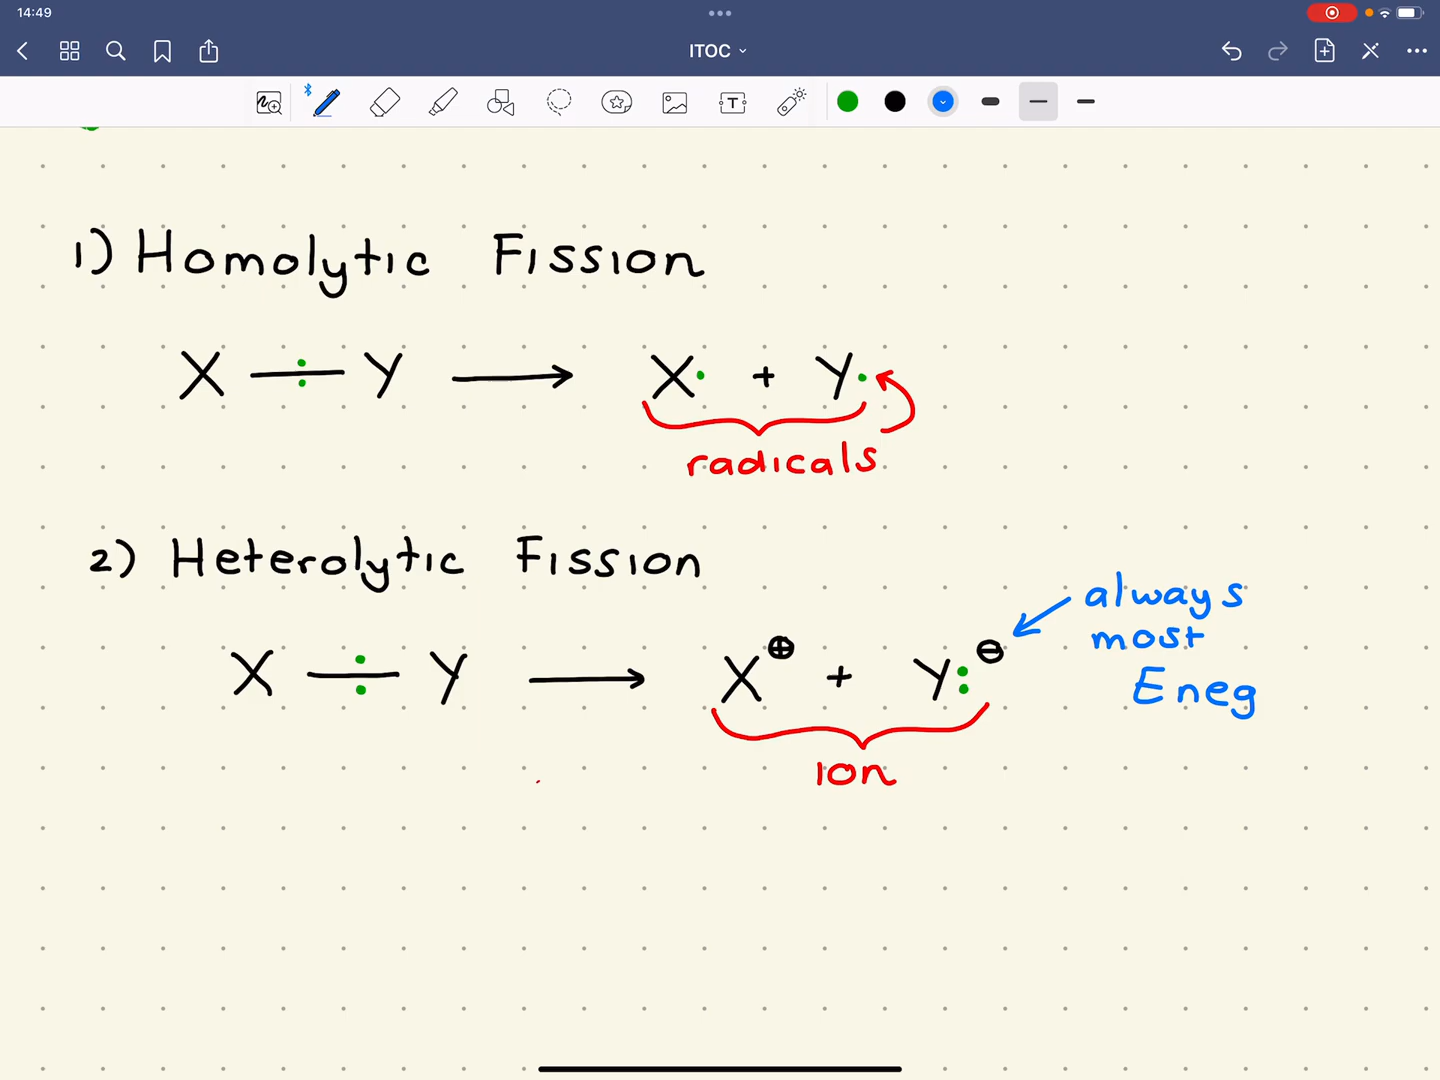 14:49
ITOC
T
1) Homolytic Fission
X ÷ Y ⟶ X· + Y·
radicals
2) Heterolytic Fission
X ÷ Y ⟶ X⊕ + Y:⊖
always
most
Eneg
ion